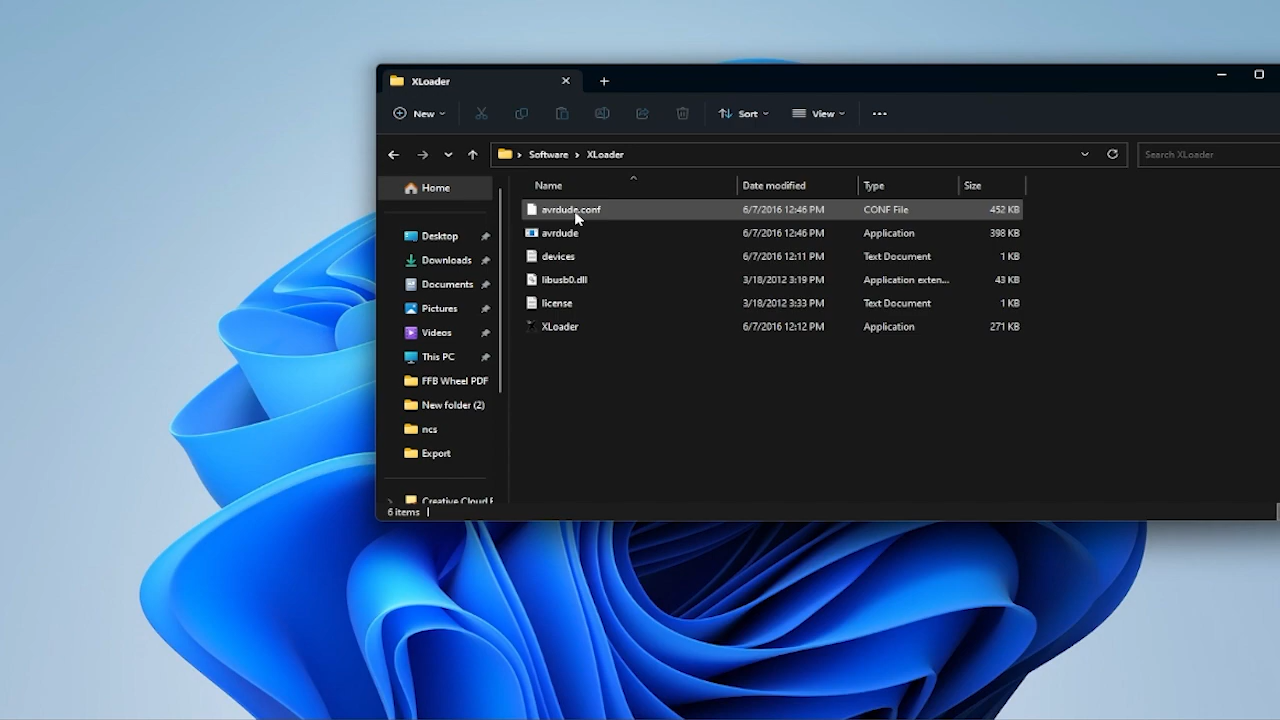 XLoader
New
Sort
View
Software > XLoader
Search XLoader
Home
Desktop
Downloads
Documents
Pictures
Videos
This PC
FFB Wheel PDF
New folder (2)
ncs
Export
Name Date modified Type Size
avrdude.conf 6/7/2016 12:46 PM CONF File 452 KB
avrdude 6/7/2016 12:46 PM Application 398 KB
devices 6/7/2016 12:11 PM Text Document 1 KB
libusb0.dll 3/18/2012 3:19 PM Application exten... 43 KB
license 3/18/2012 3:33 PM Text Document 1 KB
XLoader 6/7/2016 12:12 PM Application 271 KB
Creative Cloud F
6 items